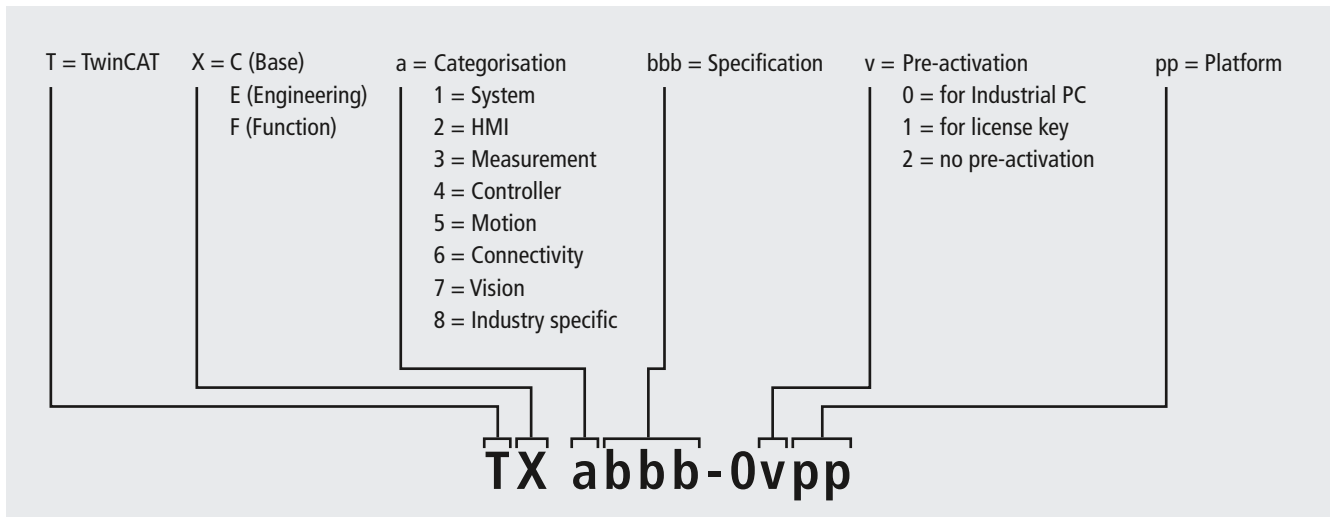 T = TwinCAT X = C (Base) a = Categorisation bbb = Specification v = Pre-activation pp = Platform
E (Engineering) 1 = System 0 = for Industrial PC
F (Function) 2 = HMI 1 = for license key
3 = Measurement 2 = no pre-activation
4 = Controller
5 = Motion
6 = Connectivity
7 = Vision
8 = Industry specific
TX abbb-0vpp